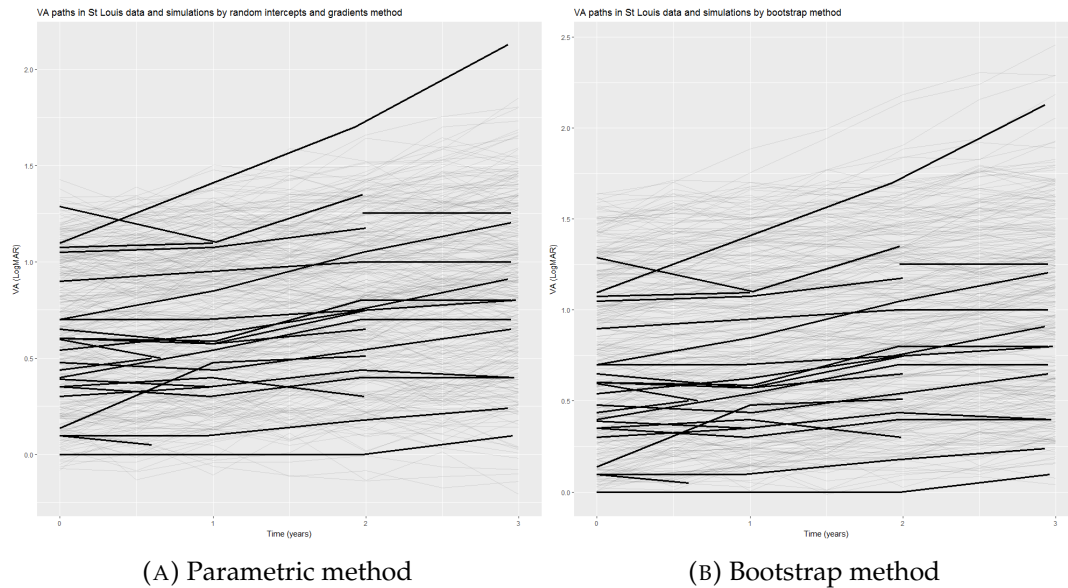 VA paths in St Louis data and simulations by random intercepts and gradients method
2.0
1.5
1.0
0.5
0.0
VA (LogMAR)
0 1 2 3
Time (years)
(A) Parametric method
VA paths in St Louis data and simulations by bootstrap method
2.5
2.0
1.5
1.0
0.5
0.0
VA (LogMAR)
0 1 2 3
Time (years)
(B) Bootstrap method